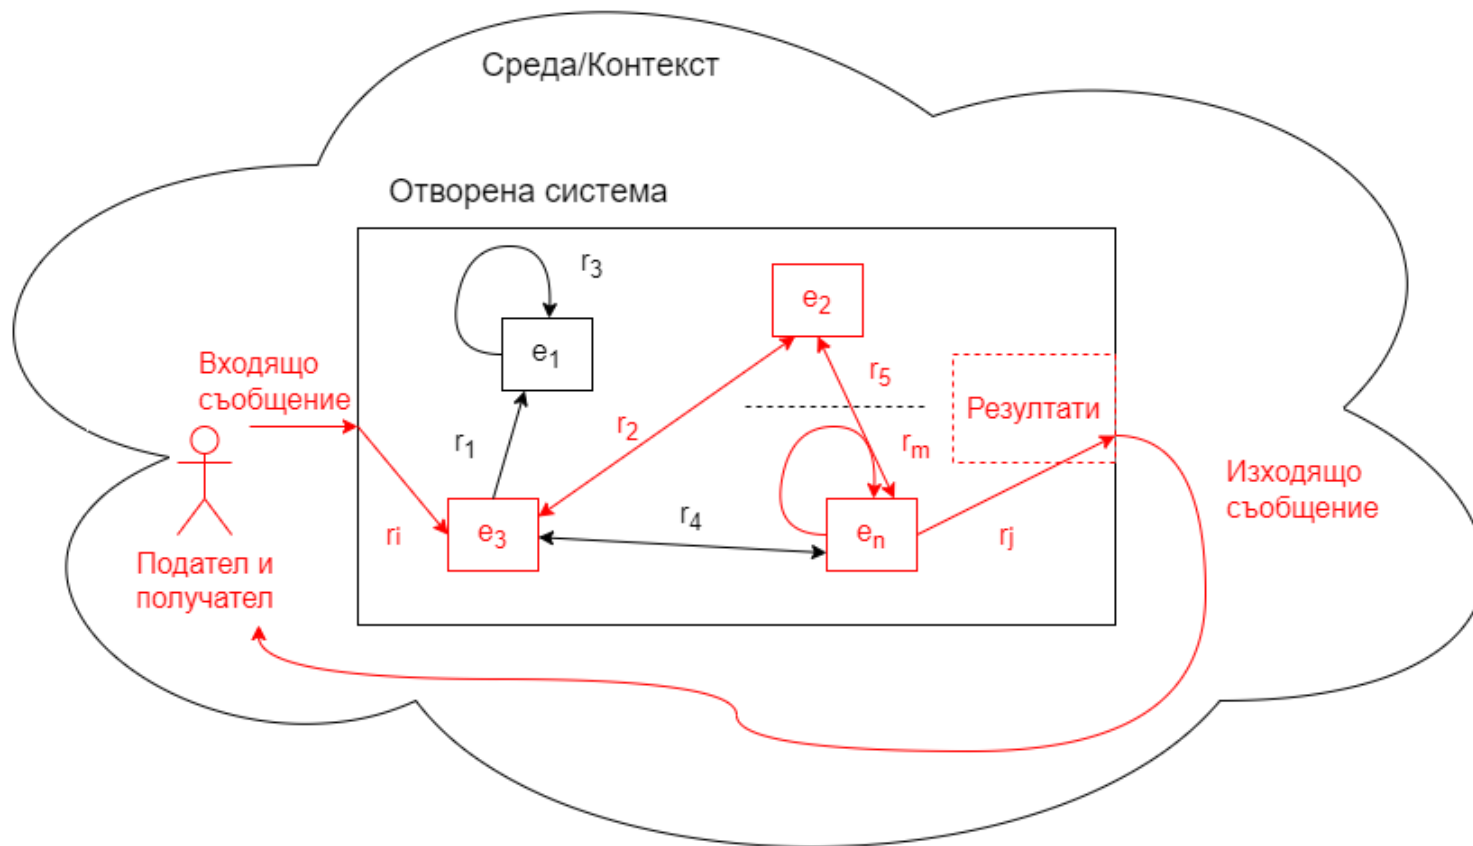 Среда/Контекст
Отворена система
r3
e2
e1
Входящо
съобщение
r5
Резултати
r2
r1
rm
Изходящо
съобщение
r4
ri
e3
en
rj
Подател и
получател